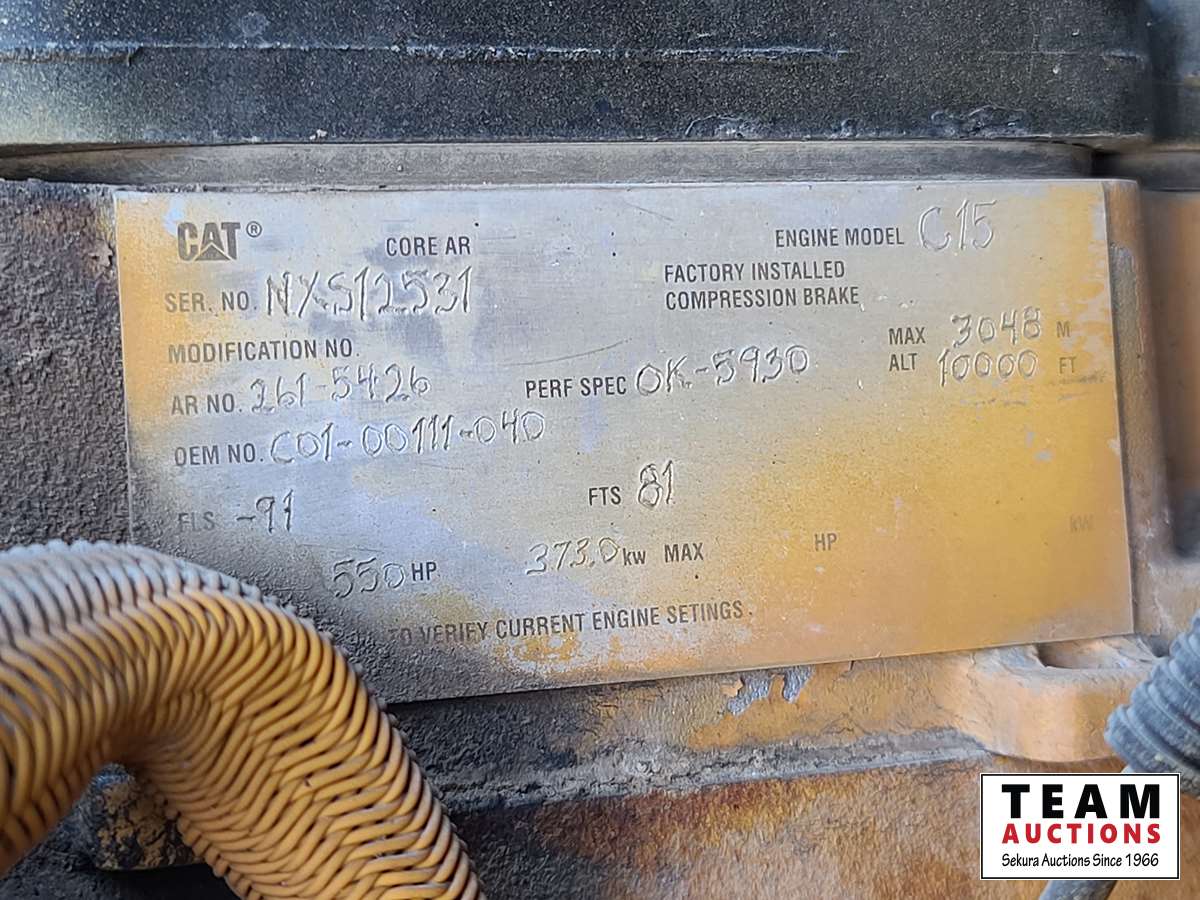 CAT® CORE AR ENGINE MODEL C15
SER. NO. NXS12531 FACTORY INSTALLED
COMPRESSION BRAKE
MODIFICATION NO. MAX 3048 M
AR NO. 261-5426 PERF SPEC OK-5930 ALT 10000 FT
OEM NO. C01-00111-040
FLS -91 FTS 81
550 HP 373.0 kw MAX HP kW
TO VERIFY CURRENT ENGINE SETINGS.
TEAM
AUCTIONS
Sekura Auctions Since 1966